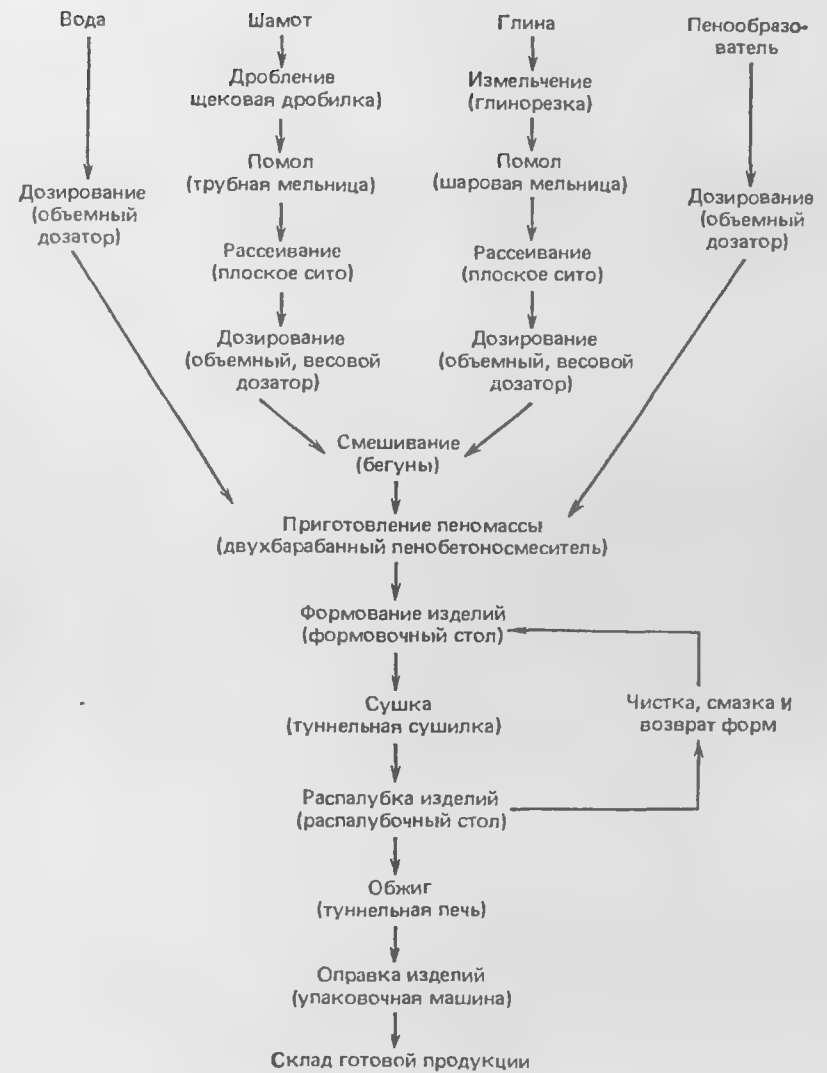 Вода
Шамот
Глина
Пенообразо-
ватель
Дробление
щековая дробилка)
Измельчение
(глинорезка)
Помол
(трубная мельница)
Помол
(шаровая мельница)
Дозирование
(объемный
дозатор)
Дозирование
(объемный
дозатор)
Рассеивание
(плоское сито)
Рассеивание
(плоское сито)
Дозирование
(объемный, весовой
дозатор)
Дозирование
(объемный, весовой
дозатор)
Смешивание
(бегуны)
Приготовление пеномассы
(двухбарабанный пенобетоносмеситель)
Формование изделий
(формовочный стол)
Сушка
(туннельная сушилка)
Чистка, смазка и
возврат форм
Распалубка изделий
(распалубочный стол)
Обжиг
(туннельная печь)
Оправка изделий
(упаковочная машина)
Склад готовой продукции